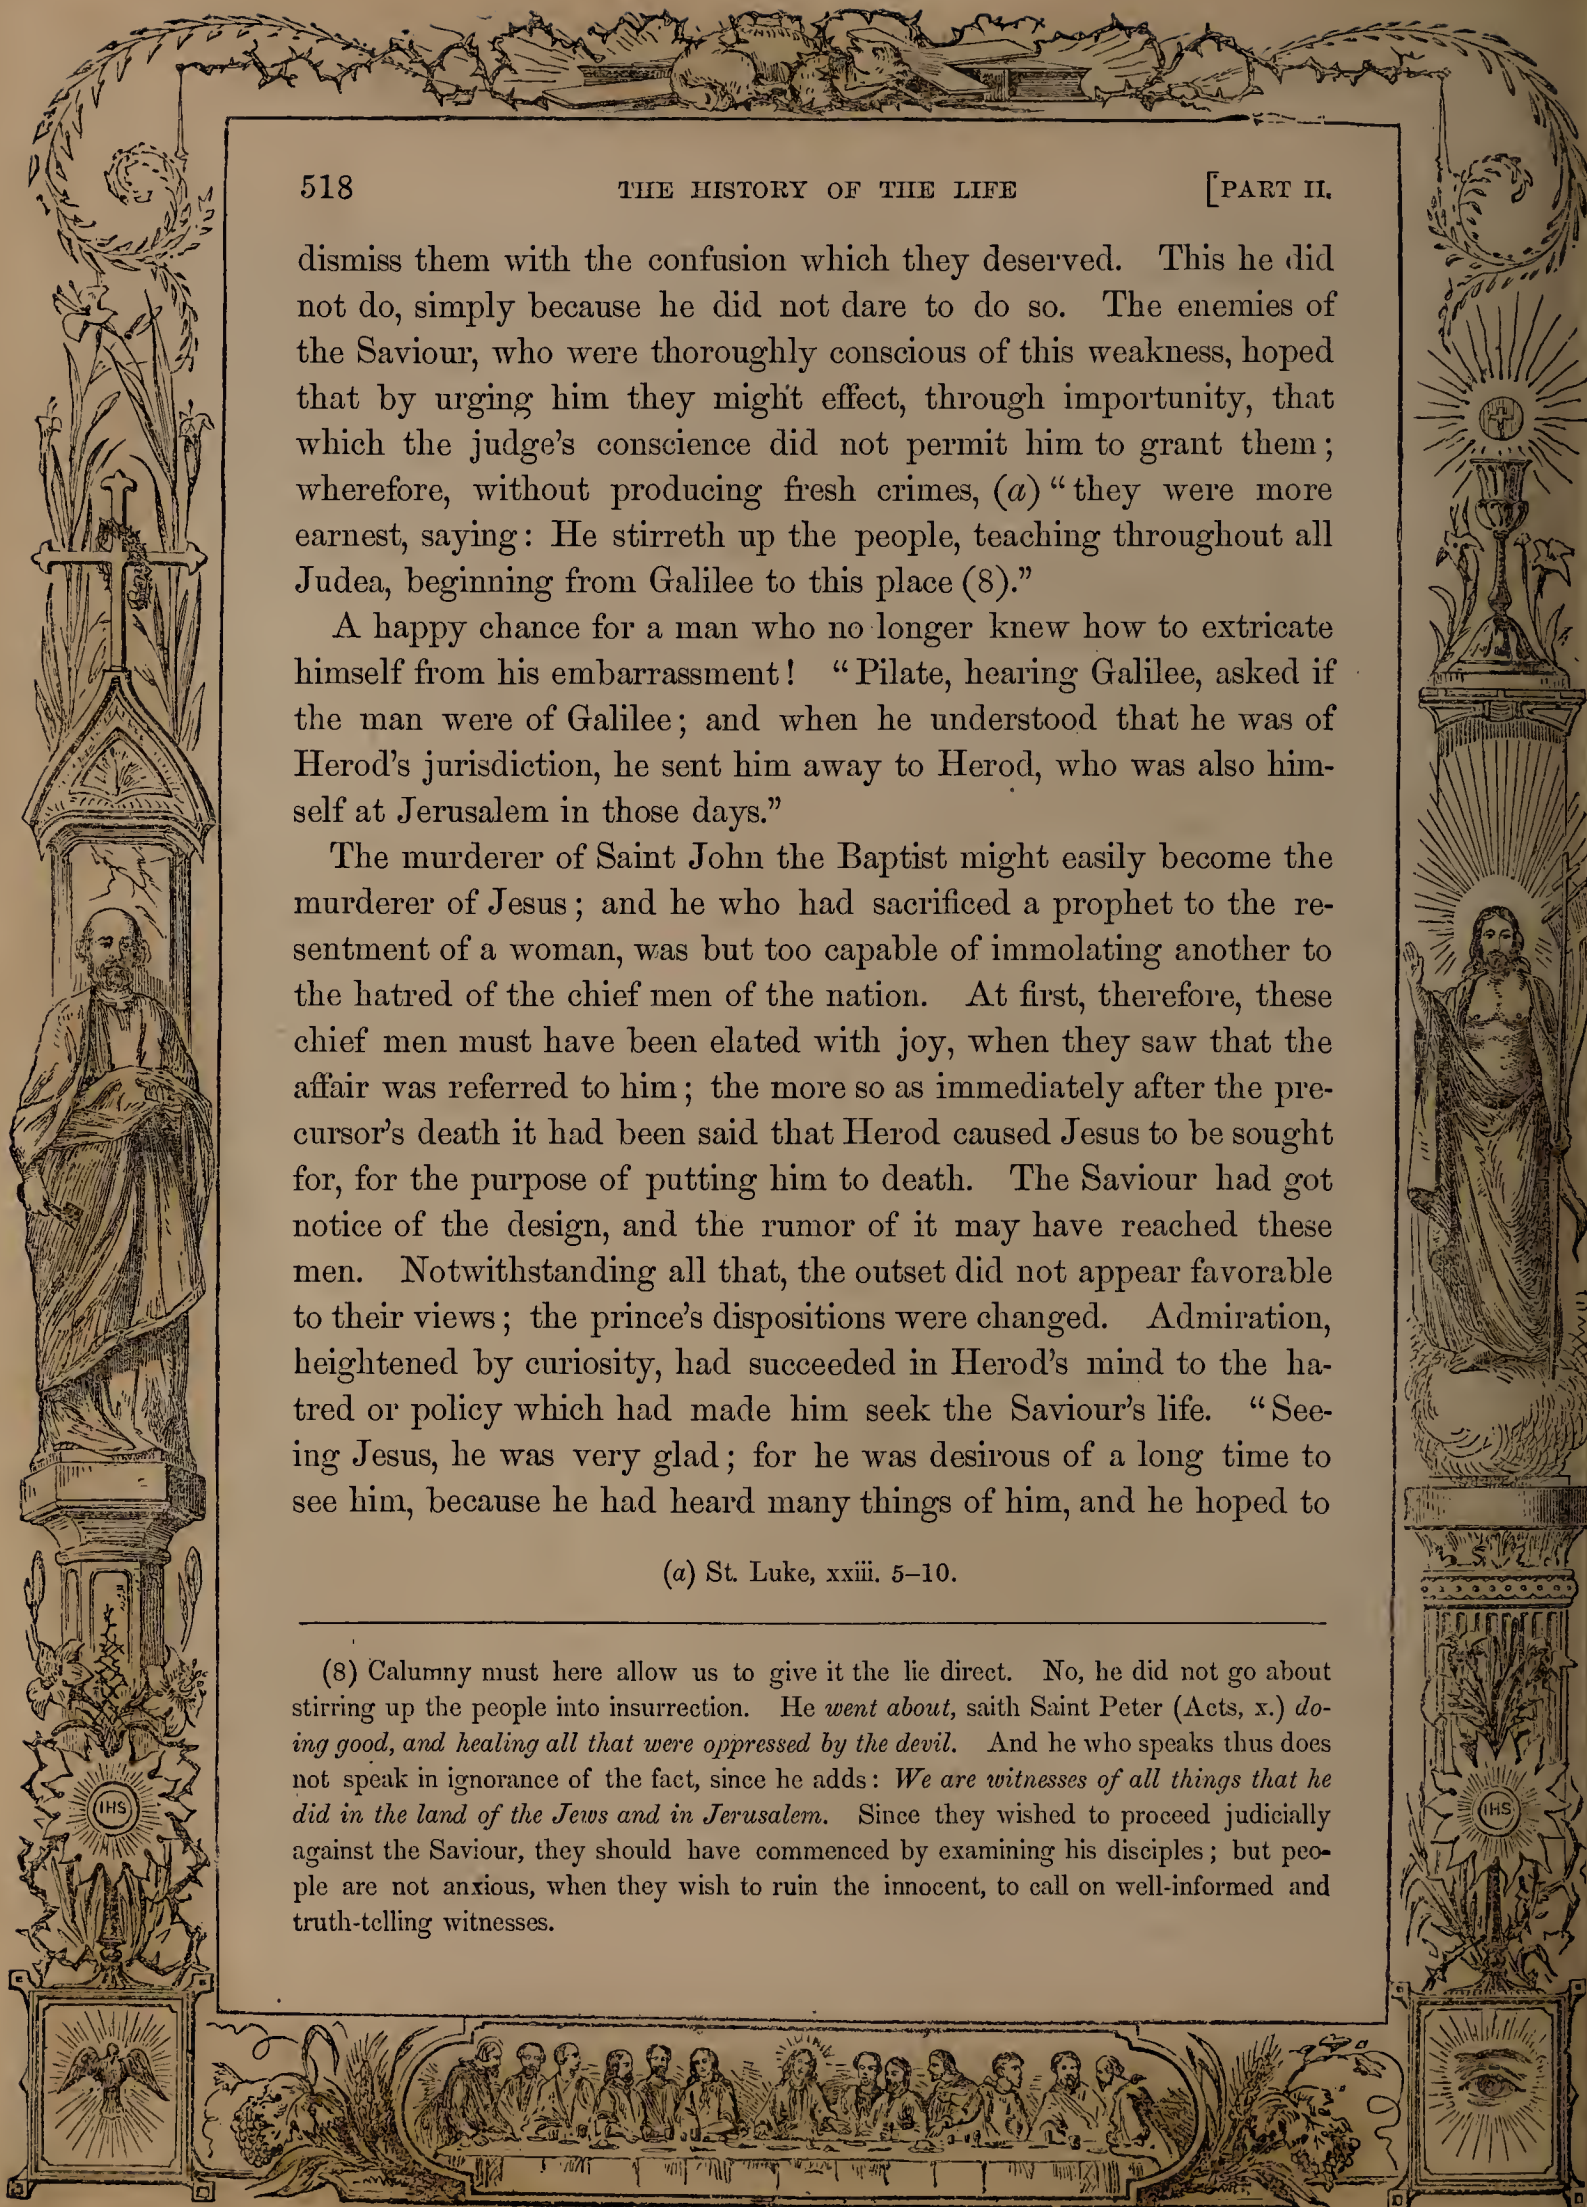 518 THE HISTORY OF THE LIFE [PART II.
dismiss them with the confusion which they deserved. This he did
not do, simply because he did not dare to do so. The enemies of
the Saviour, who were thoroughly conscious of this weakness, hoped
that by urging him they might effect, through importunity, that
which the judge's conscience did not permit him to grant them;
wherefore, without producing fresh crimes, (a) “they were more
earnest, saying: He stirreth up the people, teaching throughout all
Judea, beginning from Galilee to this place (8).”
A happy chance for a man who no longer knew how to extricate
himself from his embarrassment! “Pilate, hearing Galilee, asked if
the man were of Galilee; and when he understood that he was of
Herod's jurisdiction, he sent him away to Herod, who was also him-
self at Jerusalem in those days.”
The murderer of Saint John the Baptist might easily become the
murderer of Jesus; and he who had sacrificed a prophet to the re-
sentment of a woman, was but too capable of immolating another to
the hatred of the chief men of the nation. At first, therefore, these
chief men must have been elated with joy, when they saw that the
affair was referred to him; the more so as immediately after the pre-
cursor's death it had been said that Herod caused Jesus to be sought
for, for the purpose of putting him to death. The Saviour had got
notice of the design, and the rumor of it may have reached these
men. Notwithstanding all that, the outset did not appear favorable
to their views; the prince's dispositions were changed. Admiration,
heightened by curiosity, had succeeded in Herod's mind to the ha-
tred or policy which had made him seek the Saviour's life. “See-
ing Jesus, he was very glad; for he was desirous of a long time to
see him, because he had heard many things of him, and he hoped to
(a) St. Luke, xxiii. 5–10.
(8) Calumny must here allow us to give it the lie direct. No, he did not go about
stirring up the people into insurrection. He went about, saith Saint Peter (Acts, x.) do-
ing good, and healing all that were oppressed by the devil. And he who speaks thus does
not speak in ignorance of the fact, since he adds: We are witnesses of all things that he
did in the land of the Jews and in Jerusalem. Since they wished to proceed judicially
against the Saviour, they should have commenced by examining his disciples; but peo-
ple are not anxious, when they wish to ruin the innocent, to call on well-informed and
truth-telling witnesses.
IHS
IHS